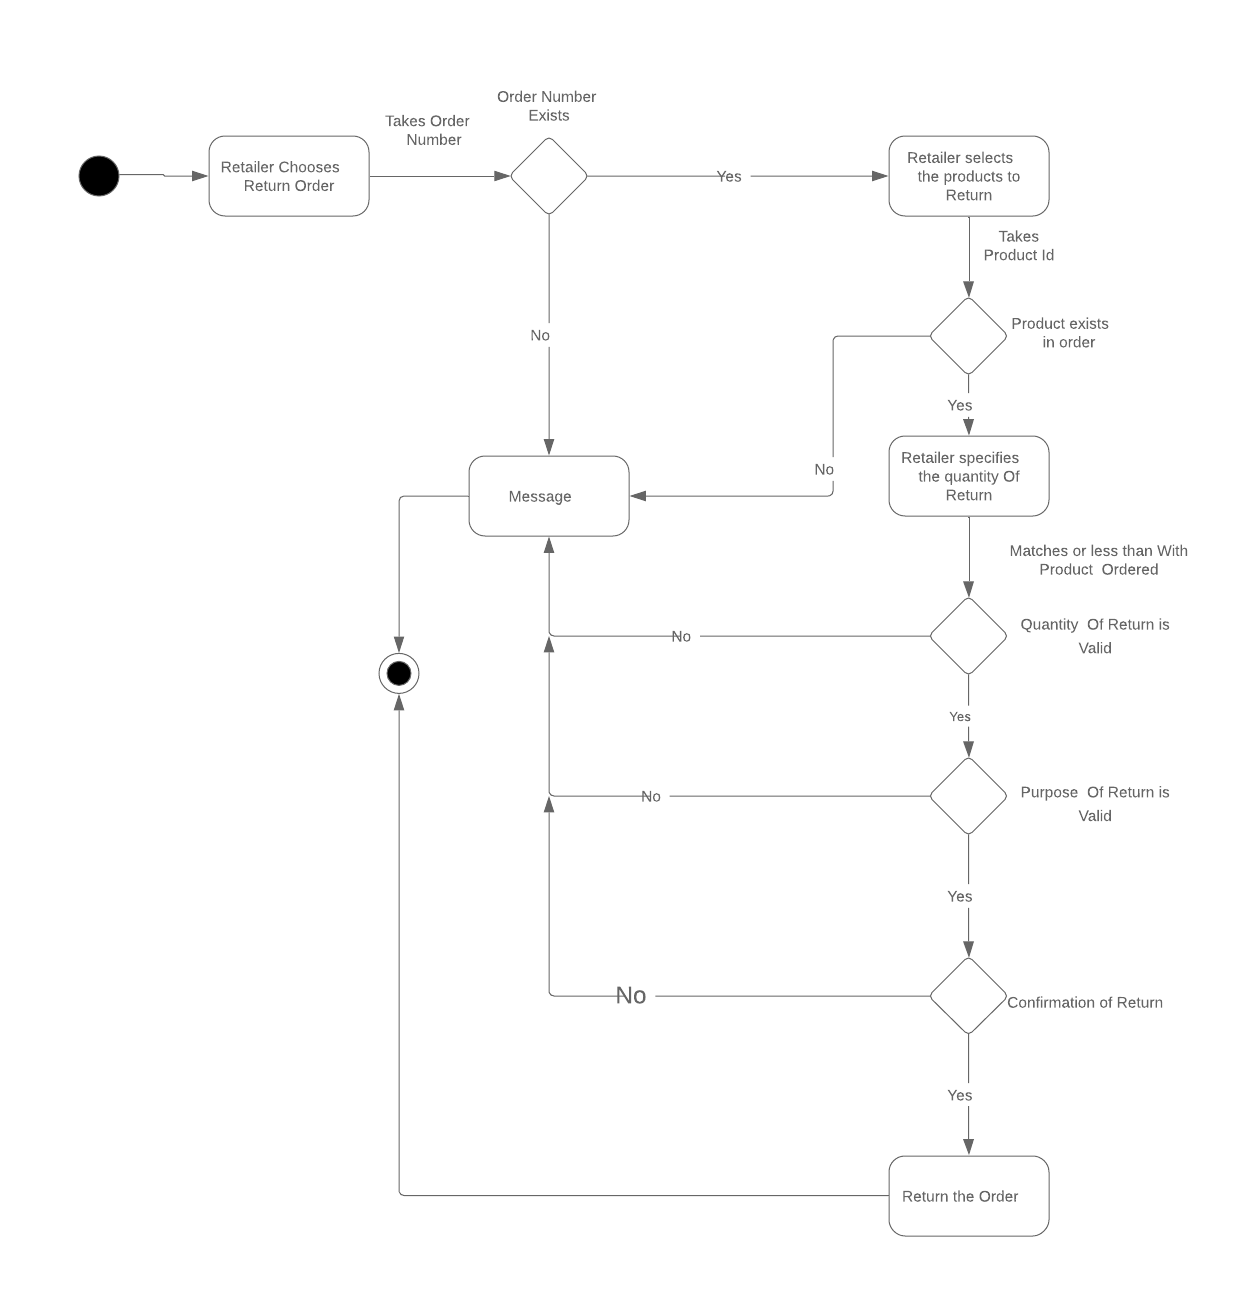 Order Number
Exists
Takes Order
Number
Retailer Chooses
Return Order
Yes
Retailer selects
the products to
Return
Takes
Product Id
Product exists
in order
No
Yes
Retailer specifies
the quantity Of
Return
No
Message
Matches or less than With
Product  Ordered
Quantity  Of Return is
Valid
No
Yes
Purpose  Of Return is
Valid
No
Yes
Confirmation of Return
No
Yes
Return the Order